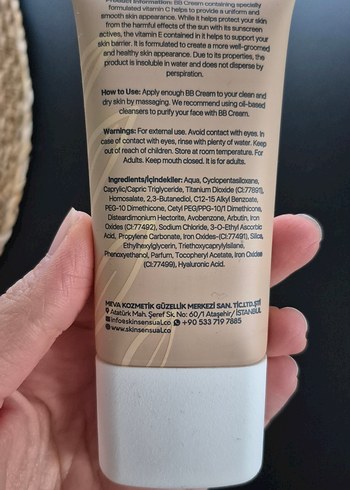 Product Information: BB Cream containing specially
formulated vitamin C helps to provide a uniform and
smooth skin appearance. While it helps protect your skin
from the harmful effects of the sun with its sunscreen
actives, the vitamin E contained in it helps to support your
skin barrier. It is formulated to create a more well-groomed
and healthy skin appearance. Due to its properties, the
product is insoluble in water and does not disperse by
perspiration.
How to Use: Apply enough BB Cream to your clean and
dry skin by massaging. We recommend using oil-based
cleansers to purify your face with BB Cream.
Warnings: For external use. Avoid contact with eyes. In
case of contact with eyes, rinse with plenty of water. Keep
out of reach of children. Store at room temperature. For
Adults. Keep mouth closed. It is for adults.
Ingredients/İçindekiler: Aqua, Cyclopentasiloxane,
Caprylic/Capric Triglyceride, Titanium Dioxide (CI:77891),
Homosalate, 2,3-Butanediol, C12-15 Alkyl Benzoate,
PEG-10 Dimethicone, Cetyl PEG/PPG-10/1 Dimethicone,
Disteardimonium Hectorite, Avobenzone, Arbutin, Iron
Oxides (CI:77492), Sodium Chloride, 3-O-Ethyl Ascorbic
Acid, Propylene Carbonate, Iron Oxides-(CI:77491), Silica,
Ethylhexylglycerin, Triethoxycaprylylsilane,
Phenoxyethanol, Parfum, Tocopheryl Acetate, Iron Oxides
(CI:77499), Hyaluronic Acid.
MEVA KOZMETİK GÜZELLİK MERKEZİ SAN. TİC.LTD.ŞTİ
Atatürk Mah. Şeref Sk. No: 60/1 Ataşehir/ İSTANBUL
info@skinsensual.co +90 533 719 7885
www.skinsensual.co